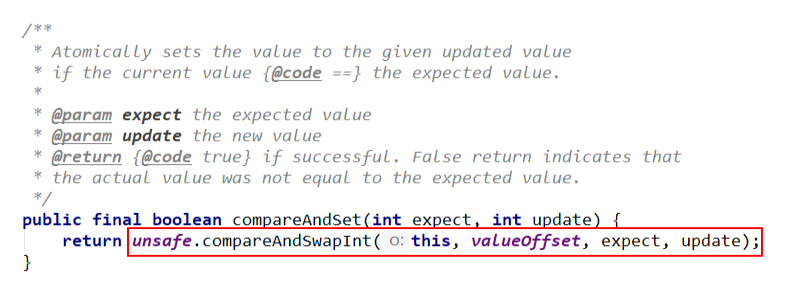 /**
 * Atomically sets the value to the given updated value
 * if the current value {@code ==} the expected value.
 *
 * @param expect the expected value
 * @param update the new value
 * @return {@code true} if successful. False return indicates that
 * the actual value was not equal to the expected value.
 */
public final boolean compareAndSet(int expect, int update) {
    return unsafe.compareAndSwapInt( o: this, valueOffset, expect, update);
}